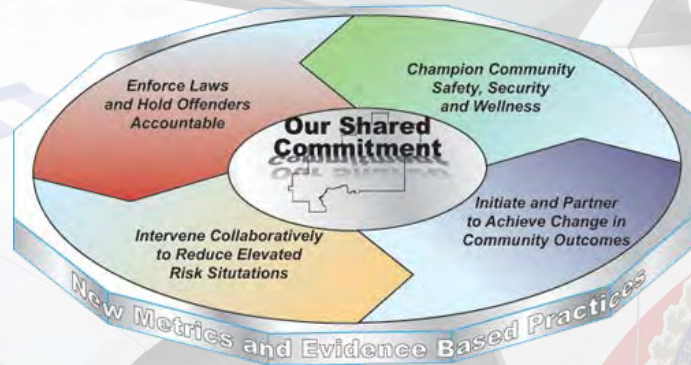 Enforce Laws
and Hold Offenders
Accountable
Champion Community
Safety, Security
and Wellness
Our Shared
Commitment
Initiate and Partner
to Achieve Change in
Community Outcomes
Intervene Collaboratively
to Reduce Elevated
Risk Situtations
New Metrics and Evidence Based Practices